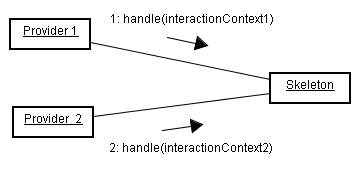 1: handle(interactionContext1)
Provider 1
Skeleton
Provider 2
2: handle(interactionContext2)